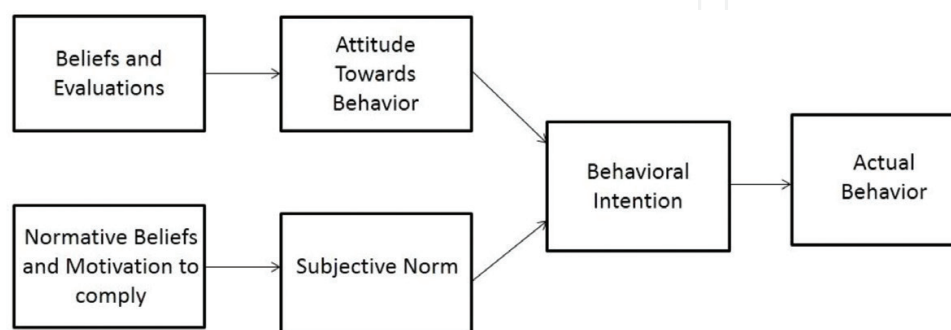 Beliefs and
Evaluations
Attitude
Towards
Behavior
Normative Beliefs
and Motivation to
comply
Subjective Norm
Behavioral
Intention
Actual
Behavior